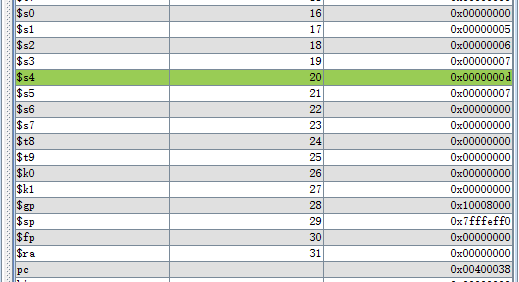 $s0 16 0x00000000
$s1 17 0x00000005
$s2 18 0x00000006
$s3 19 0x00000007
$s4 20 0x0000000d
$s5 21 0x00000007
$s6 22 0x00000000
$s7 23 0x00000000
$t8 24 0x00000000
$t9 25 0x00000000
$k0 26 0x00000000
$k1 27 0x00000000
$gp 28 0x10008000
$sp 29 0x7fffeff0
$fp 30 0x00000000
$ra 31 0x00000000
pc 0x00400038